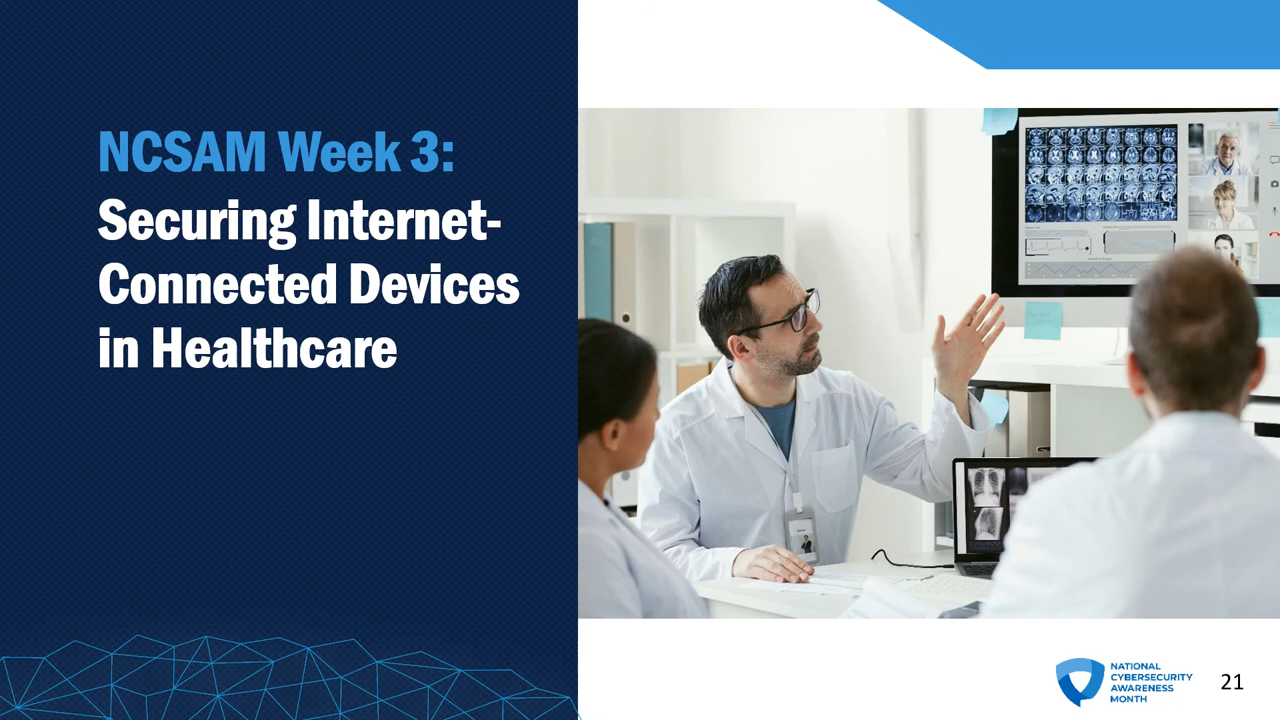 NCSAM Week 3:
Securing Internet-
Connected Devices
in Healthcare
NATIONAL
CYBERSECURITY
AWARENESS
MONTH
21